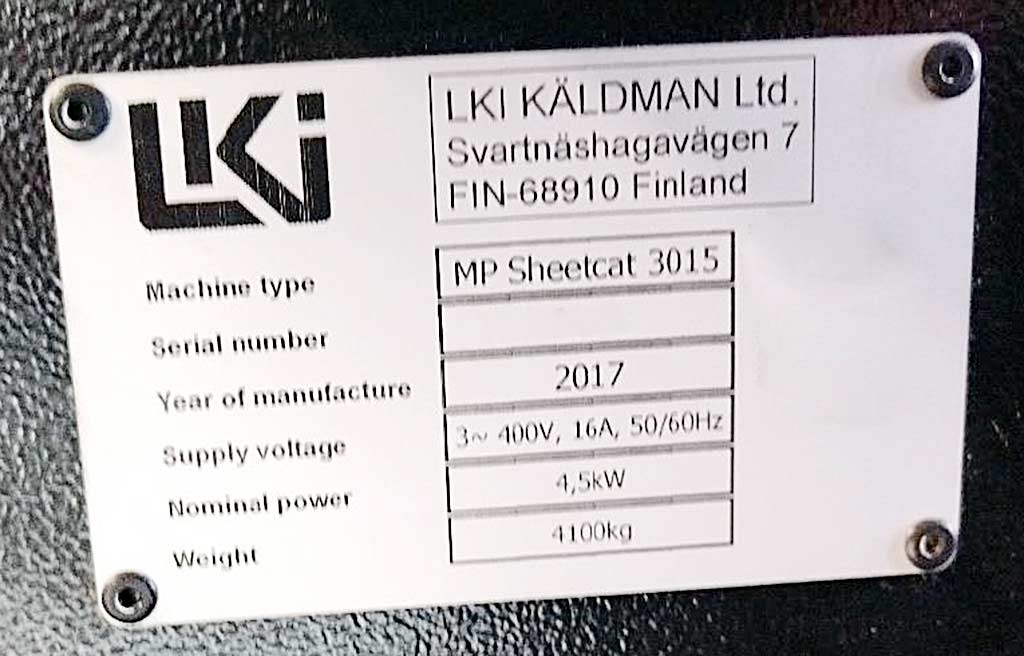 LKI
LKI KÄLDMAN Ltd.
Svartnäshagavägen 7
FIN-68910 Finland
Machine type MP Sheetcat 3015
Serial number
Year of manufacture 2017
Supply voltage 3~ 400V, 16A, 50/60Hz
Nominal power 4,5kW
Weight 4100kg